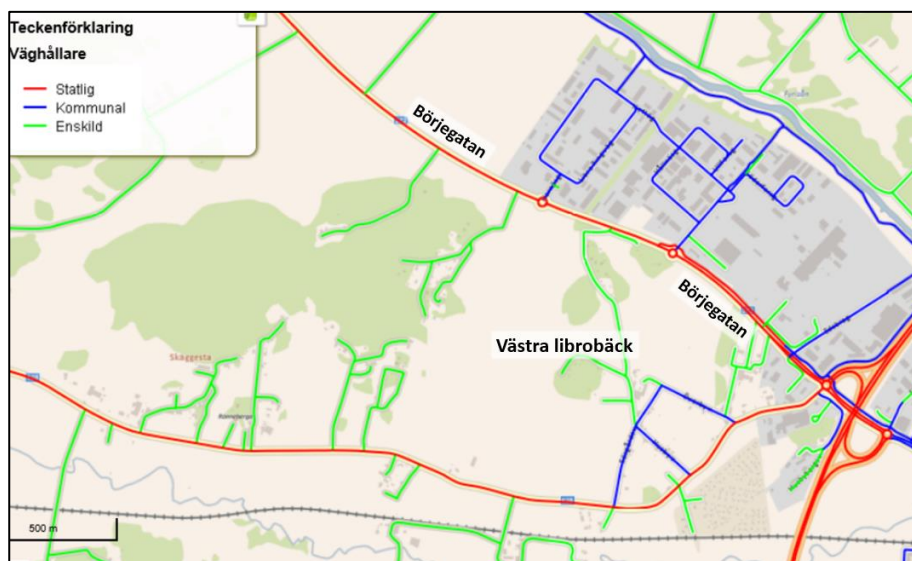 Teckenförklaring
Väghållare
Statlig
Kommunal
Enskild
Börjegatan
Börjegatan
Västra librobäck
Skäggesta
500 m